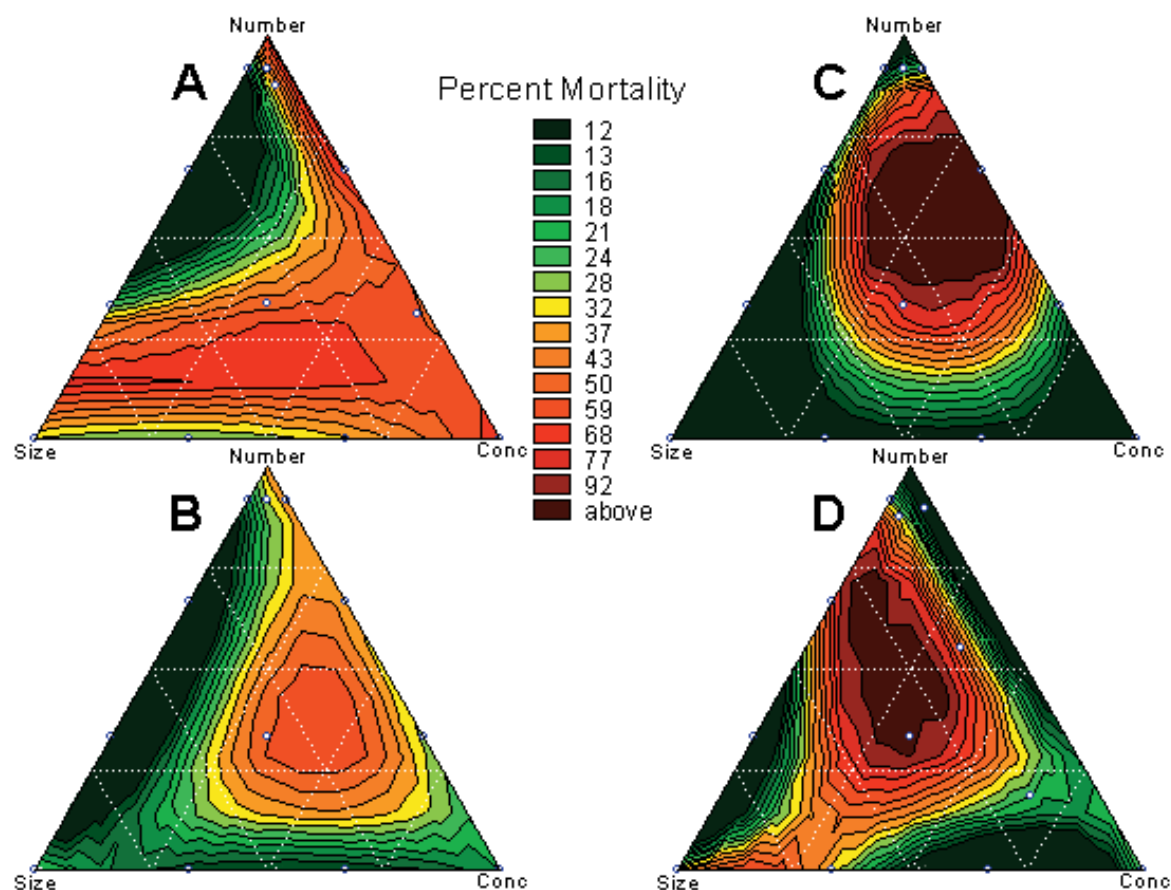 Number
Number
A
C
Percent Mortality
12
13
16
18
21
24
28
32
37
43
50
59
68
77
92
above
Size
Conc
Size
Conc
Number
Number
B
D
Size
Conc
Size
Conc